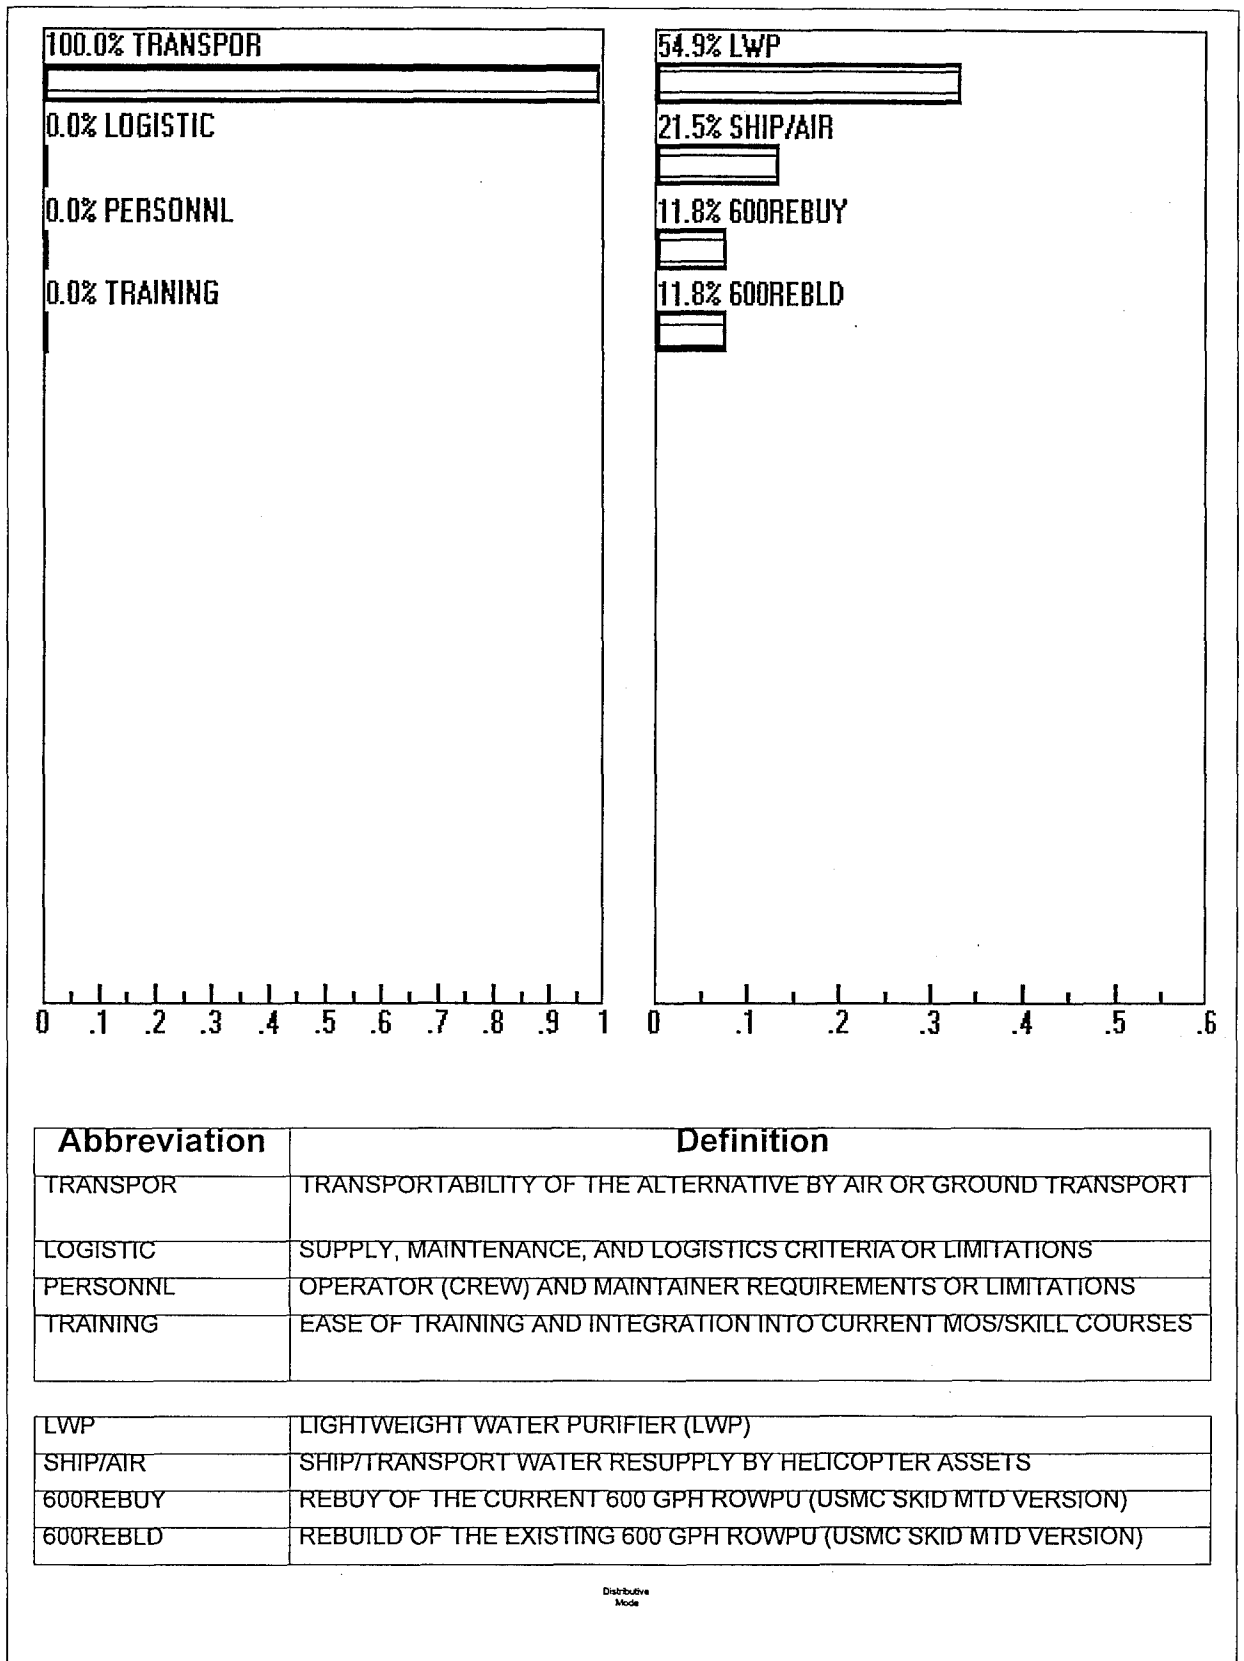 100.0% TRANSPOR
0.0% LOGISTIC
0.0% PERSONNL
0.0% TRAINING
0 .1 .2 .3 .4 .5 .6 .7 .8 .9 1
54.9% LWP
21.5% SHIP/AIR
11.8% 600REBUY
11.8% 600REBLD
0 .1 .2 .3 .4 .5 .6
Abbreviation Definition
TRANSPOR TRANSPORTABILITY OF THE ALTERNATIVE BY AIR OR GROUND TRANSPORT
LOGISTIC SUPPLY, MAINTENANCE, AND LOGISTICS CRITERIA OR LIMITATIONS
PERSONNL OPERATOR (CREW) AND MAINTAINER REQUIREMENTS OR LIMITATIONS
TRAINING EASE OF TRAINING AND INTEGRATION INTO CURRENT MOS/SKILL COURSES
LWP LIGHTWEIGHT WATER PURIFIER (LWP)
SHIP/AIR SHIP/TRANSPORT WATER RESUPPLY BY HELICOPTER ASSETS
600REBUY REBUY OF THE CURRENT 600 GPH ROWPU (USMC SKID MTD VERSION)
600REBLD REBUILD OF THE EXISTING 600 GPH ROWPU (USMC SKID MTD VERSION)
Distributive
Mode